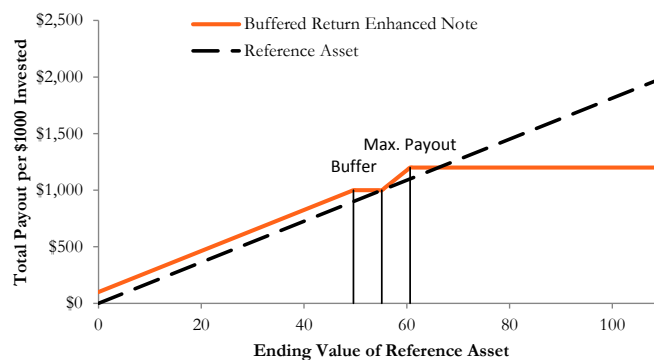 $2,500
Buffered Return Enhanced Note
Reference Asset
$2,000
$1,500
Max. Payout
Buffer
$1,000
$500
$0
0 20 40 60 80 100
Total Payout per $1000 Invested
Ending Value of Reference Asset